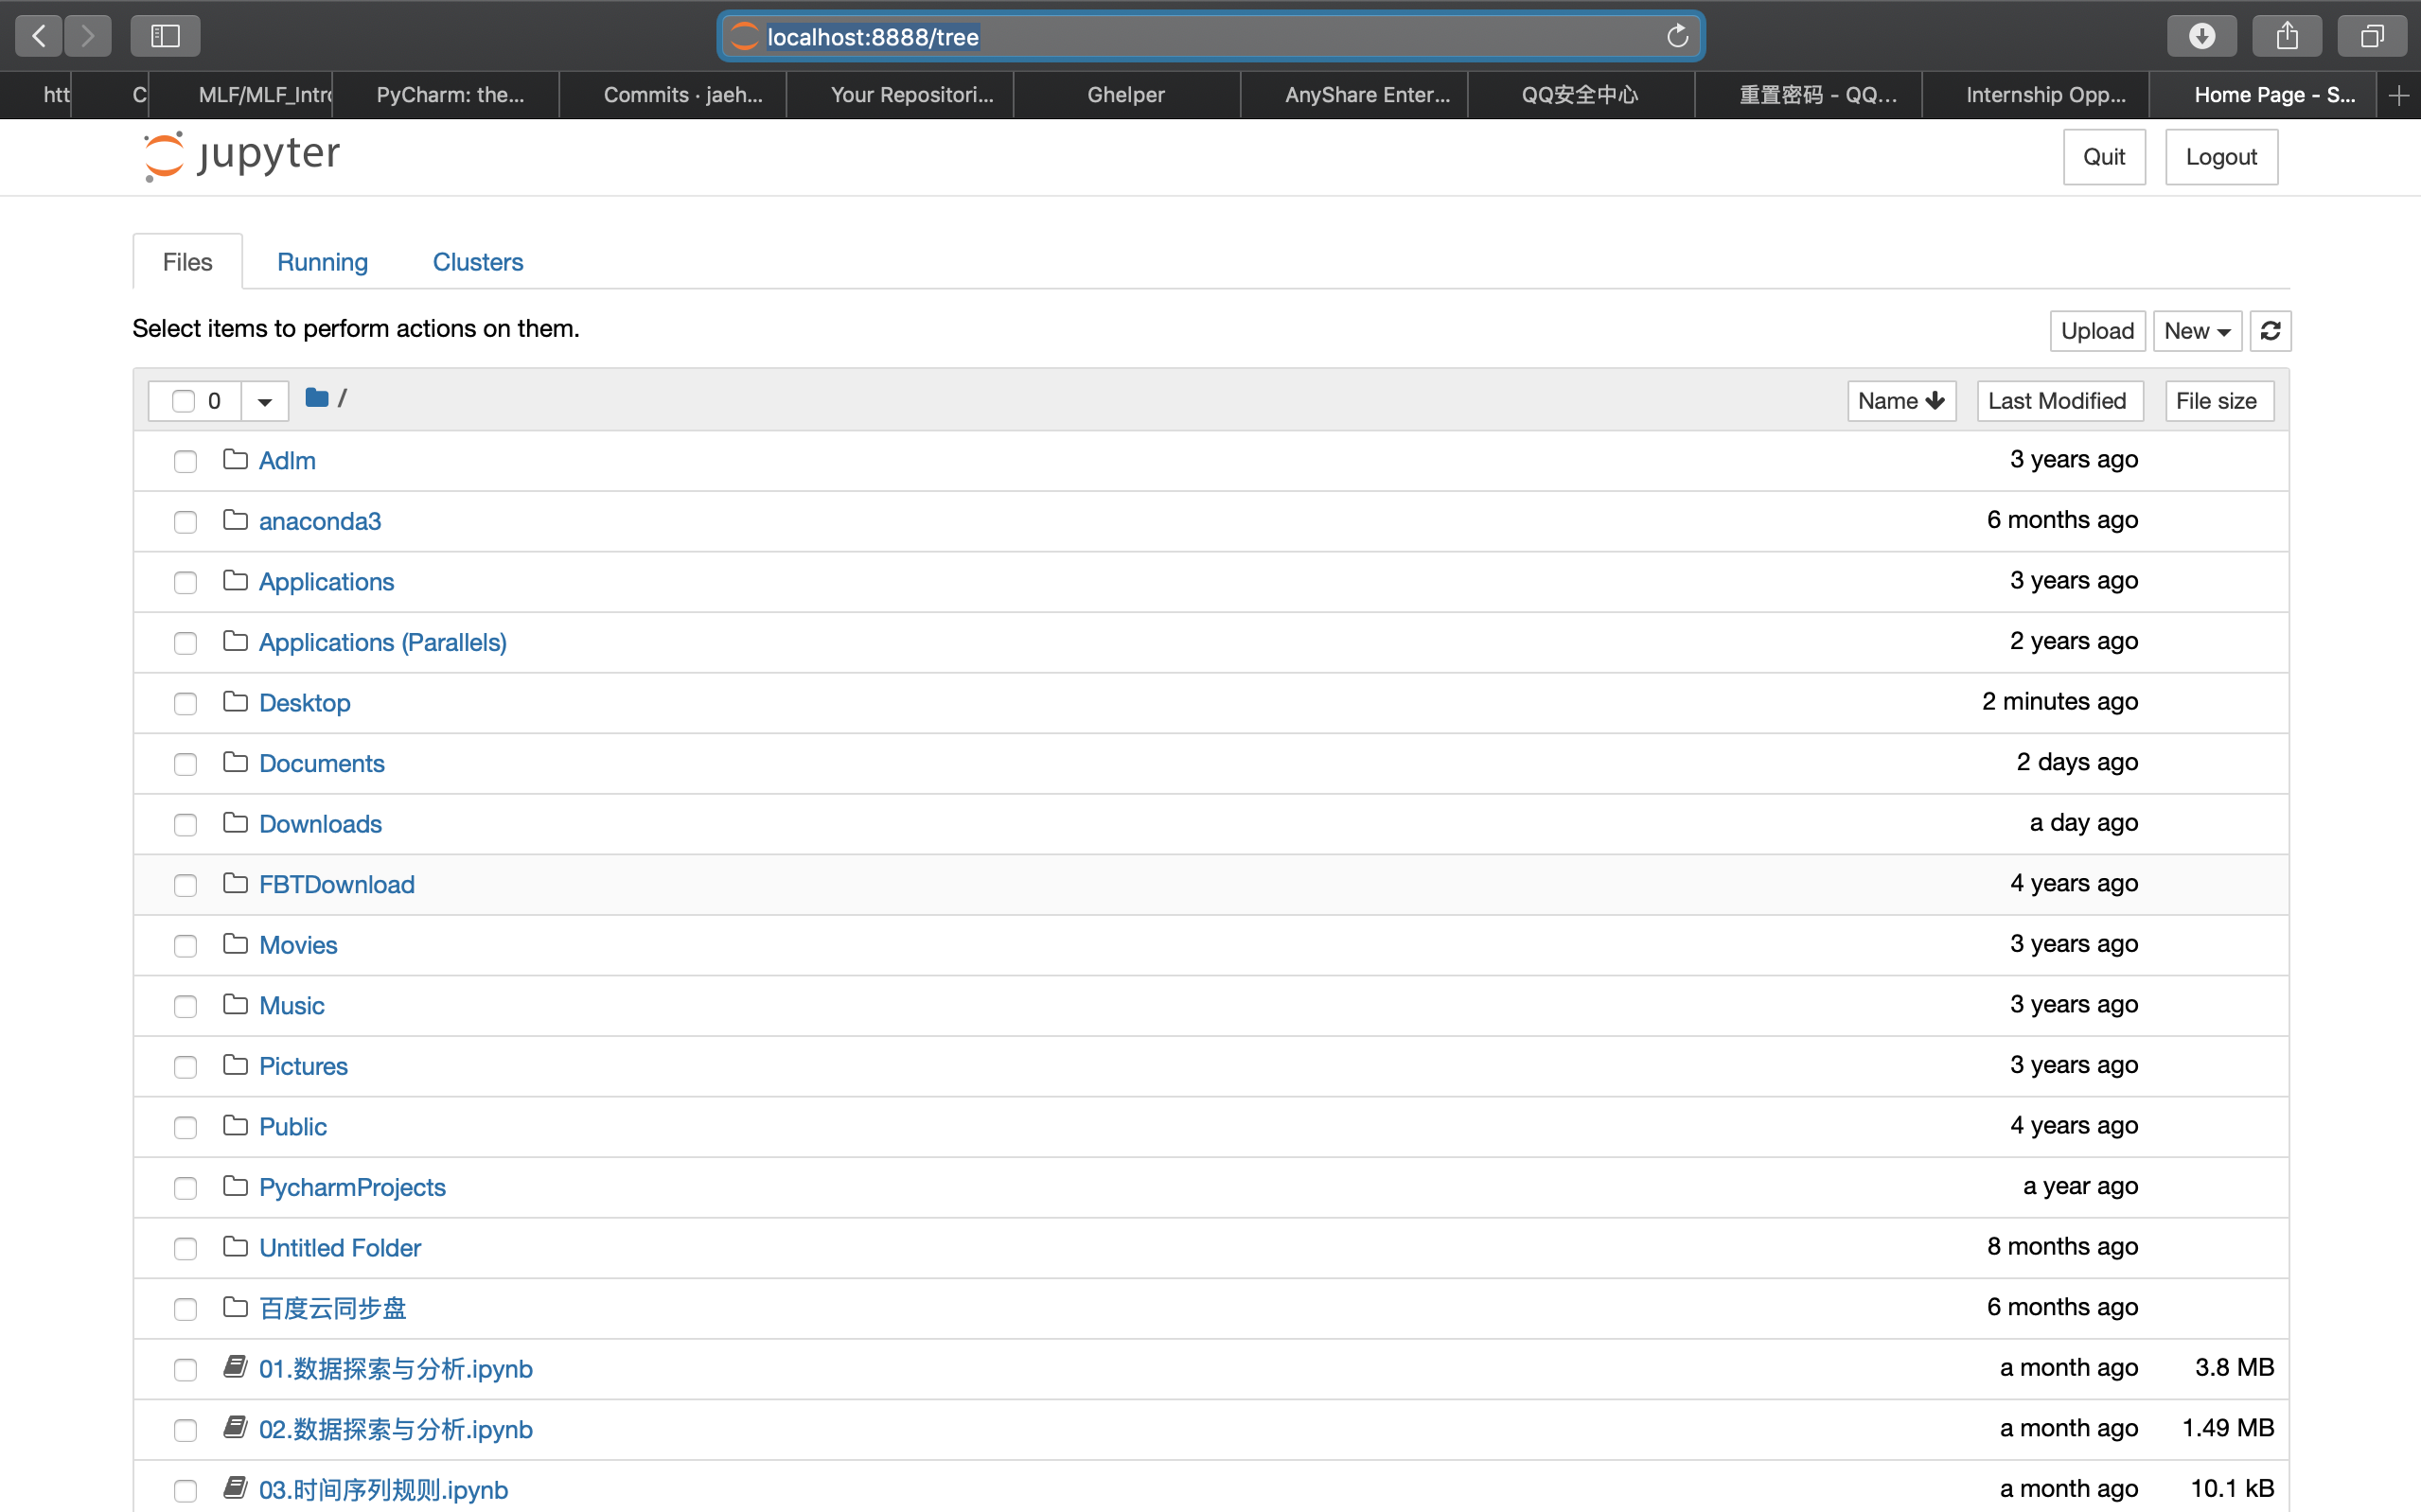 localhost:8888/tree
htt C MLF/MLF_Intro PyCharm: the... Commits · jaeh... Your Repositori... Ghelper AnyShare Enter... QQ安全中心 重置密码 - QQ... Internship Opp... Home Page - S...
jupyter Quit Logout
Files Running Clusters
Select items to perform actions on them. Upload New
0 / Name Last Modified File size
Adlm 3 years ago
anaconda3 6 months ago
Applications 3 years ago
Applications (Parallels) 2 years ago
Desktop 2 minutes ago
Documents 2 days ago
Downloads a day ago
FBTDownload 4 years ago
Movies 3 years ago
Music 3 years ago
Pictures 3 years ago
Public 4 years ago
PycharmProjects a year ago
Untitled Folder 8 months ago
百度云同步盘 6 months ago
01.数据探索与分析.ipynb a month ago 3.8 MB
02.数据探索与分析.ipynb a month ago 1.49 MB
03.时间序列规则.ipynb a month ago 10.1 kB